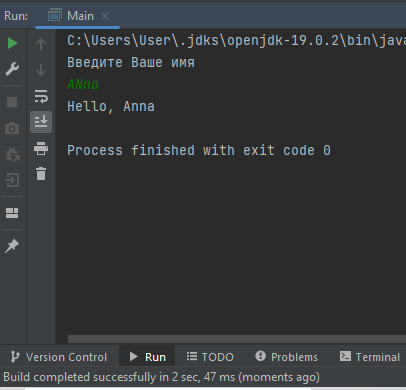 Run: Main
C:\Users\User\.jdks\openjdk-19.0.2\bin\java
Введите Ваше имя
ANna
Hello, Anna
Process finished with exit code 0
Version Control Run TODO Problems Terminal
Build completed successfully in 2 sec, 47 ms (moments ago)